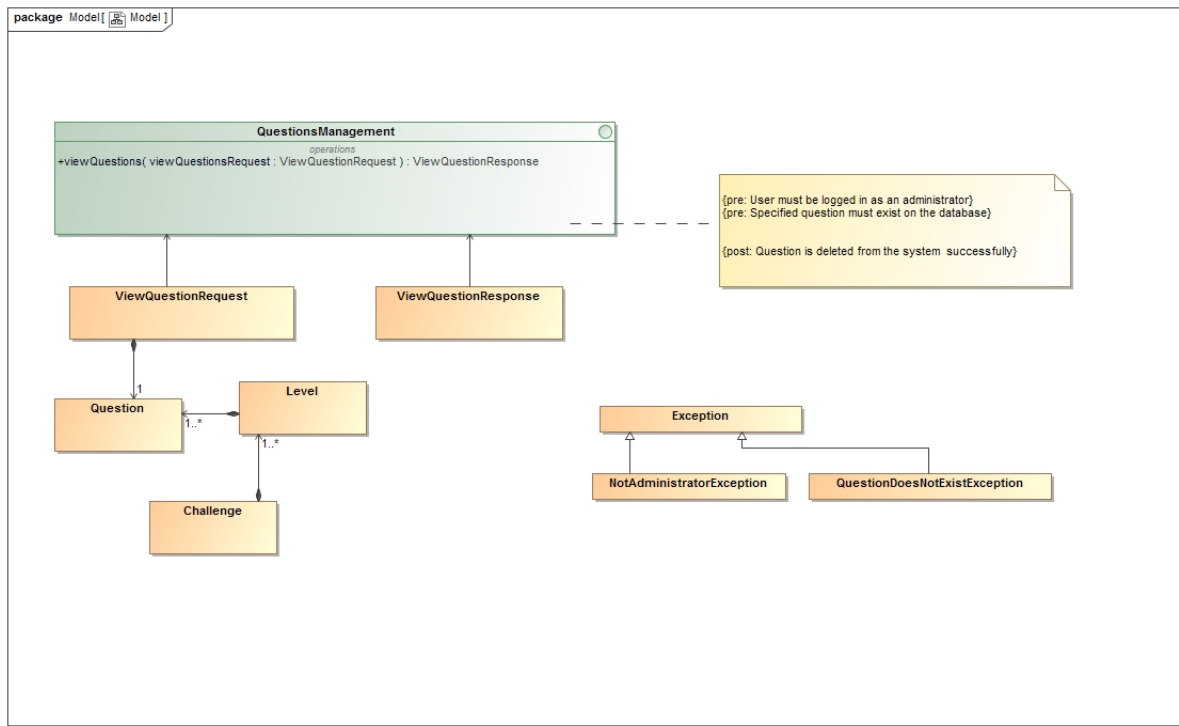 package Model[ Model ]
QuestionsManagement
operations
+viewQuestions( viewQuestionsRequest : ViewQuestionRequest ) : ViewQuestionResponse
{pre: User must be logged in as an administrator}
{pre: Specified question must exist on the database}
{post: Question is deleted from the system successfully}
ViewQuestionRequest
ViewQuestionResponse
1
Question
1..*
Level
1..*
Challenge
Exception
NotAdministratorException
QuestionDoesNotExistException